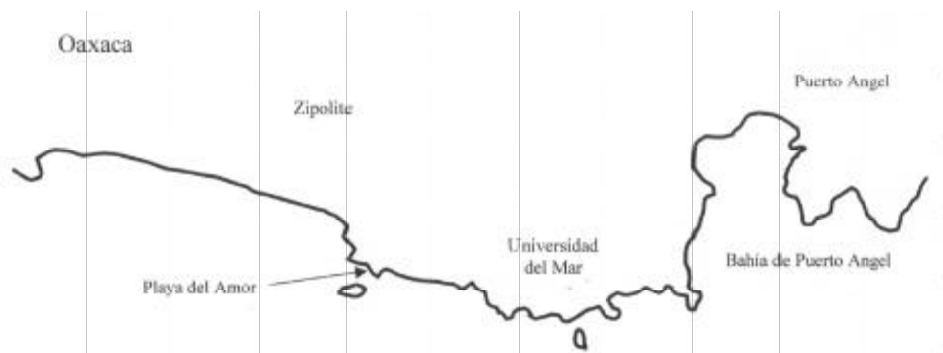 Oaxaca
Puerto Angel
Zipolite
Universidad
del Mar
Bahía de Puerto Angel
Playa del Amor